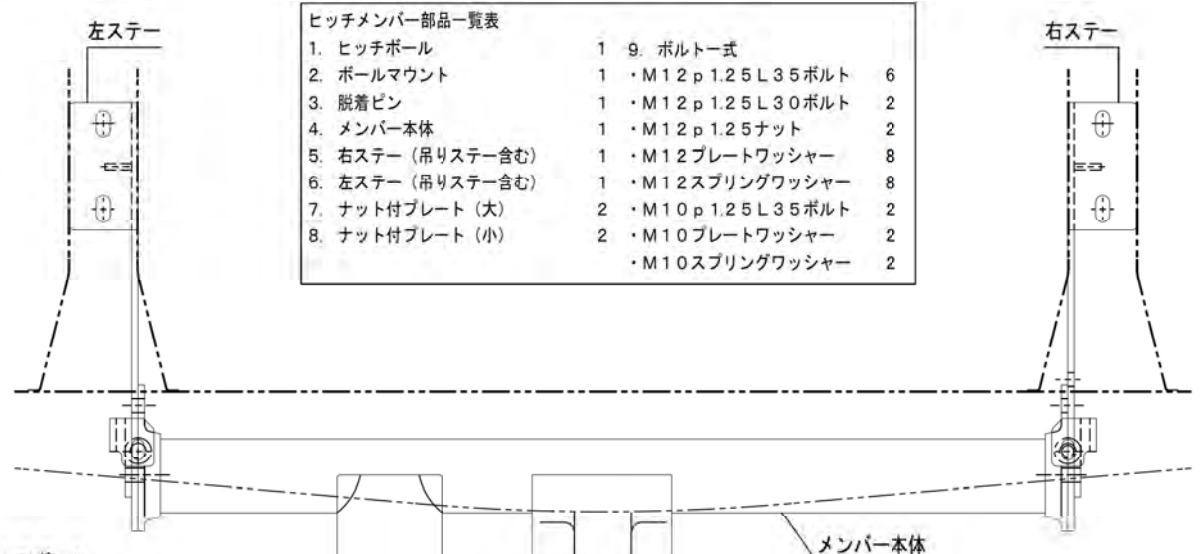 左ステー
右ステー
ヒッチメンバー部品一覧表
1. ヒッチボール 1
2. ボールマウント 1
3. 脱着ピン 1
4. メンバー本体 1
5. 右ステー（吊りステー含む） 1
6. 左ステー（吊りステー含む） 1
7. ナット付プレート（大） 2
8. ナット付プレート（小） 2
9. ボルト一式
・M12p1.25L35ボルト 6
・M12p1.25L30ボルト 2
・M12p1.25ナット 2
・M12プレートワッシャー 8
・M12スプリングワッシャー 8
・M10p1.25L35ボルト 2
・M10プレートワッシャー 2
・M10スプリングワッシャー 2
メンバー本体